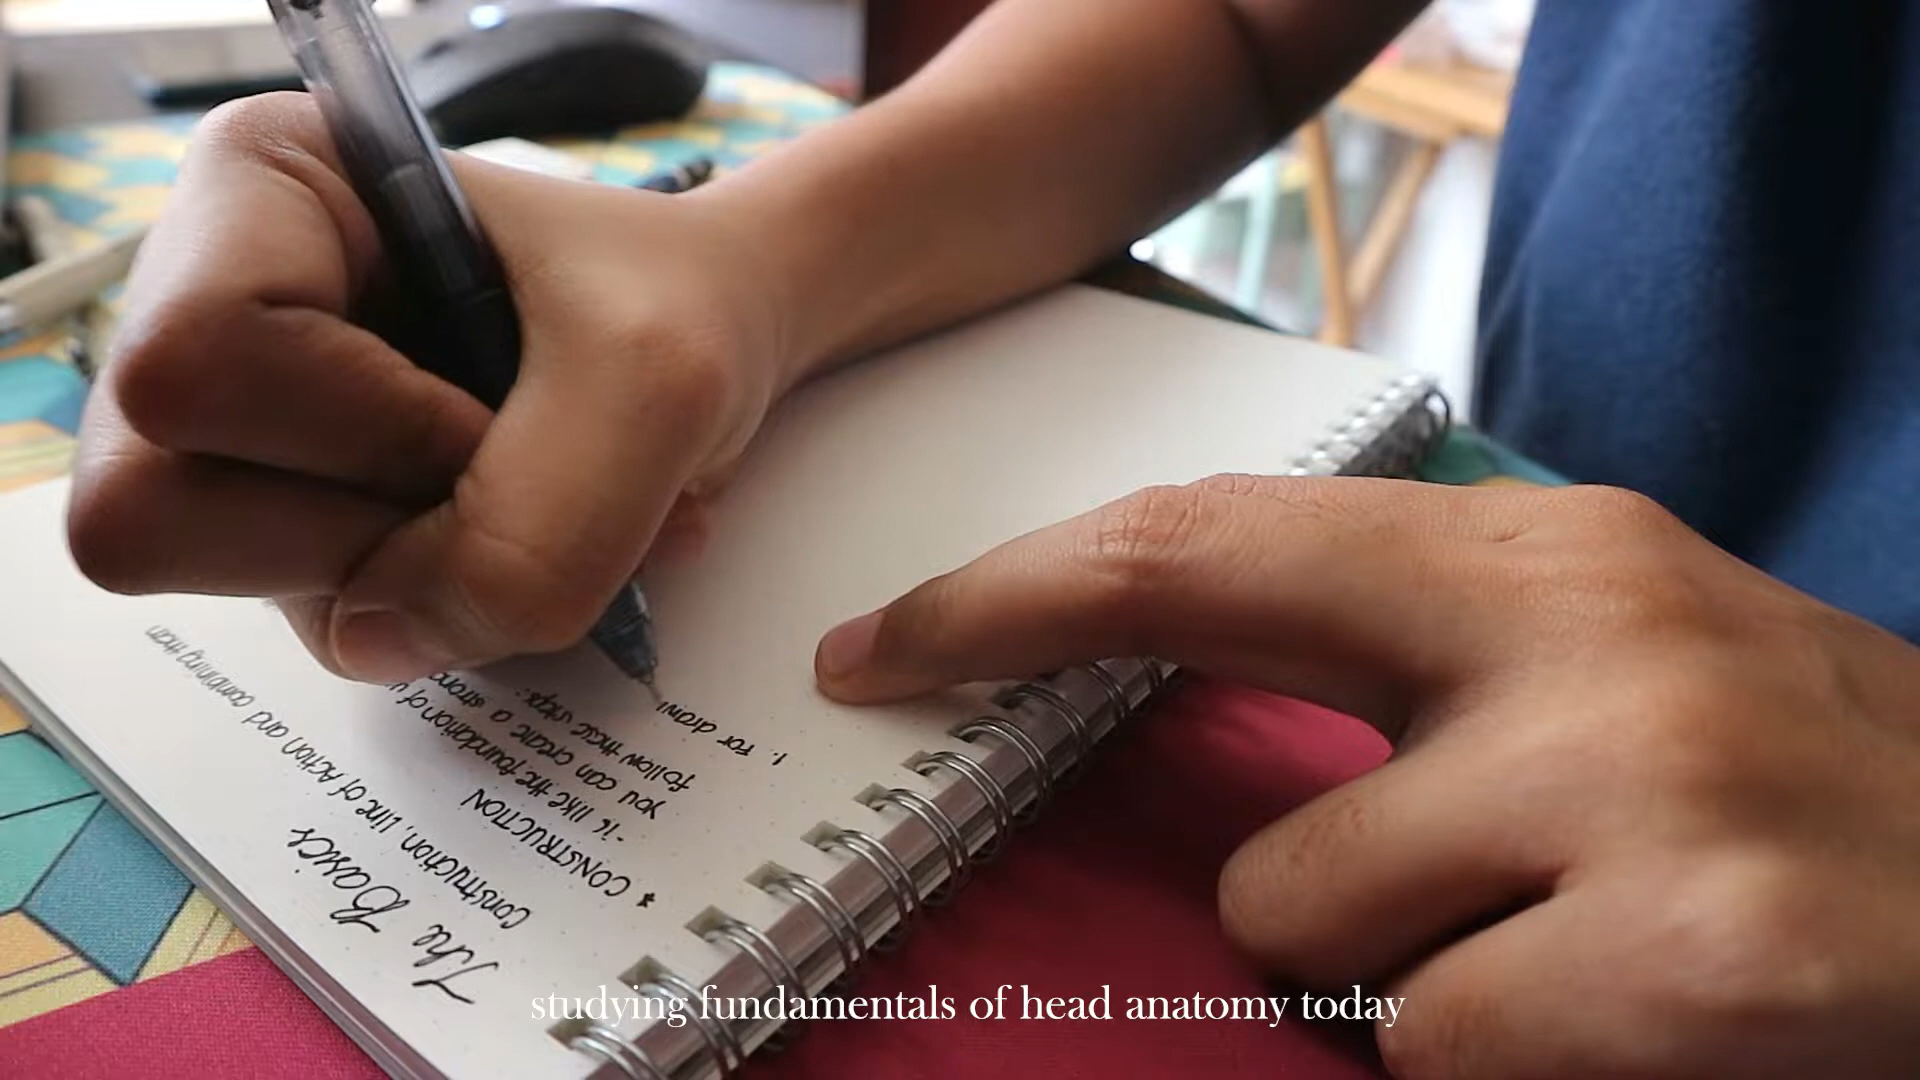 The Basics
Construction, Line of Action and combining them
* CONSTRUCTION
-is like the foundation of
you can create a strong
follow these steps:
1. For drawi
studying fundamentals of head anatomy today